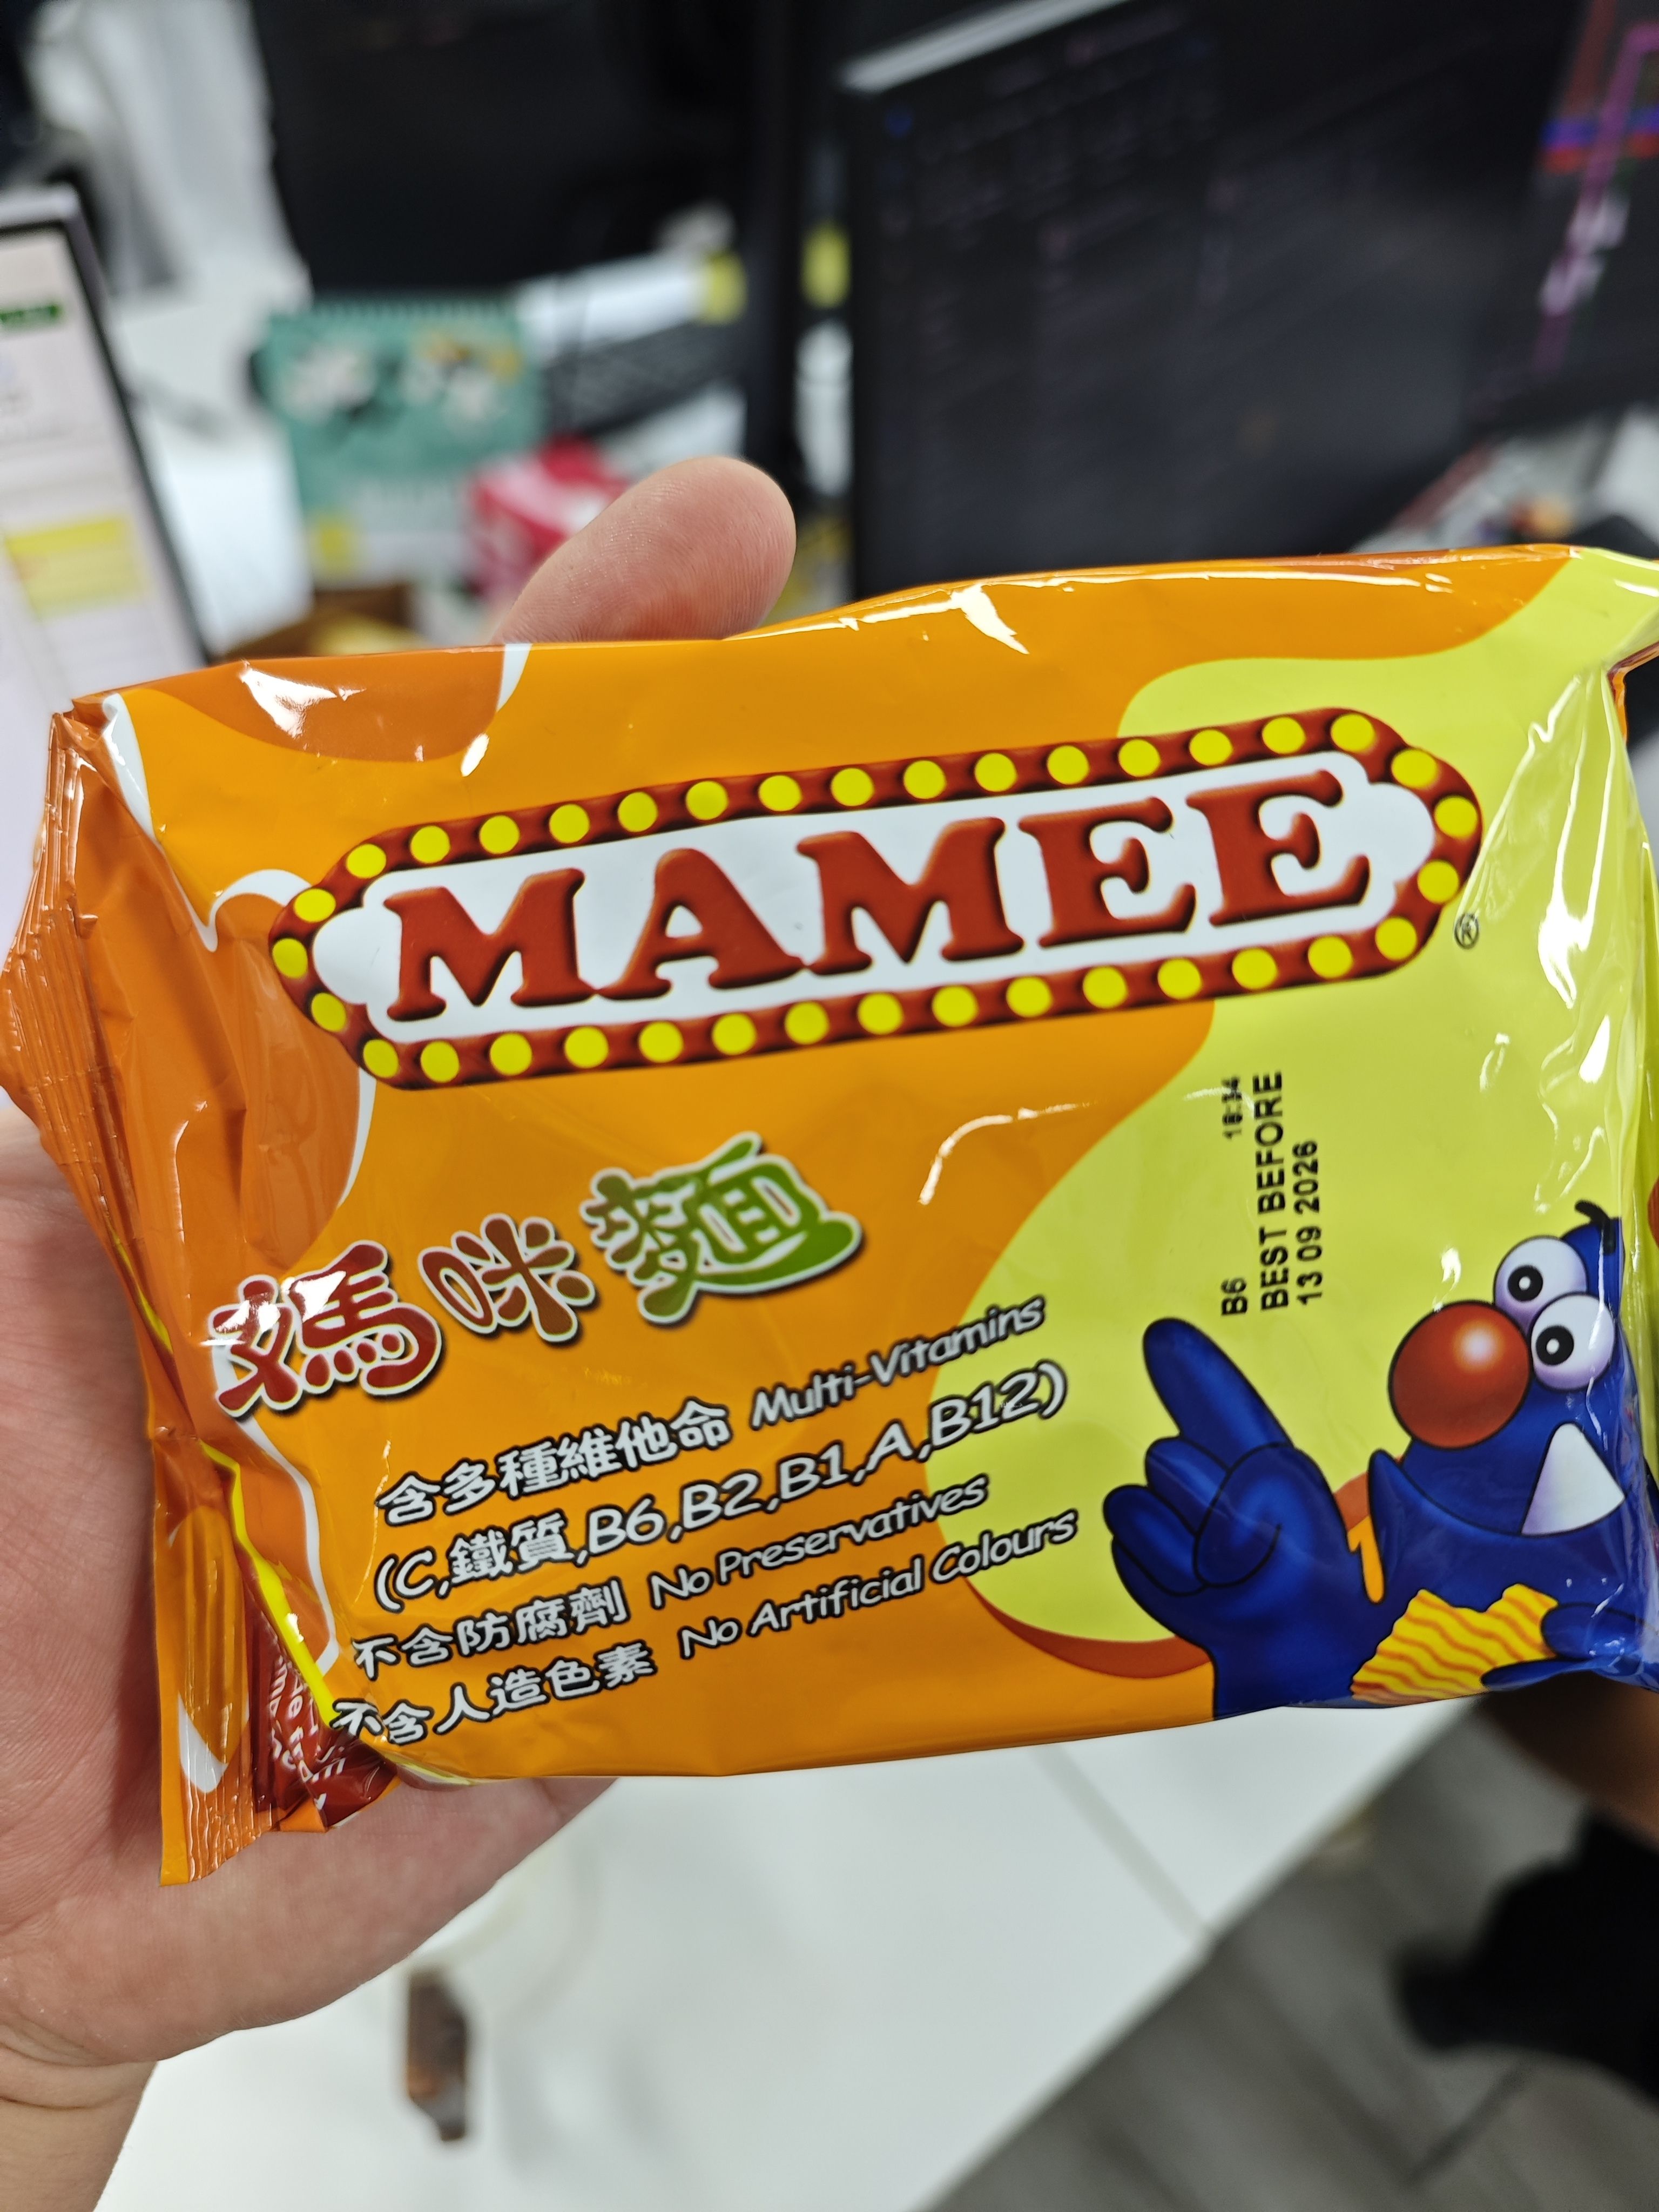 MAMEE
®
媽咪麵
含多種維他命 Multi-Vitamins
(C,鐵質,B6,B2,B1,A,B12)
不含防腐劑 No Preservatives
不含人造色素 No Artificial Colours
B6 16:14
BEST BEFORE
13 09 2026